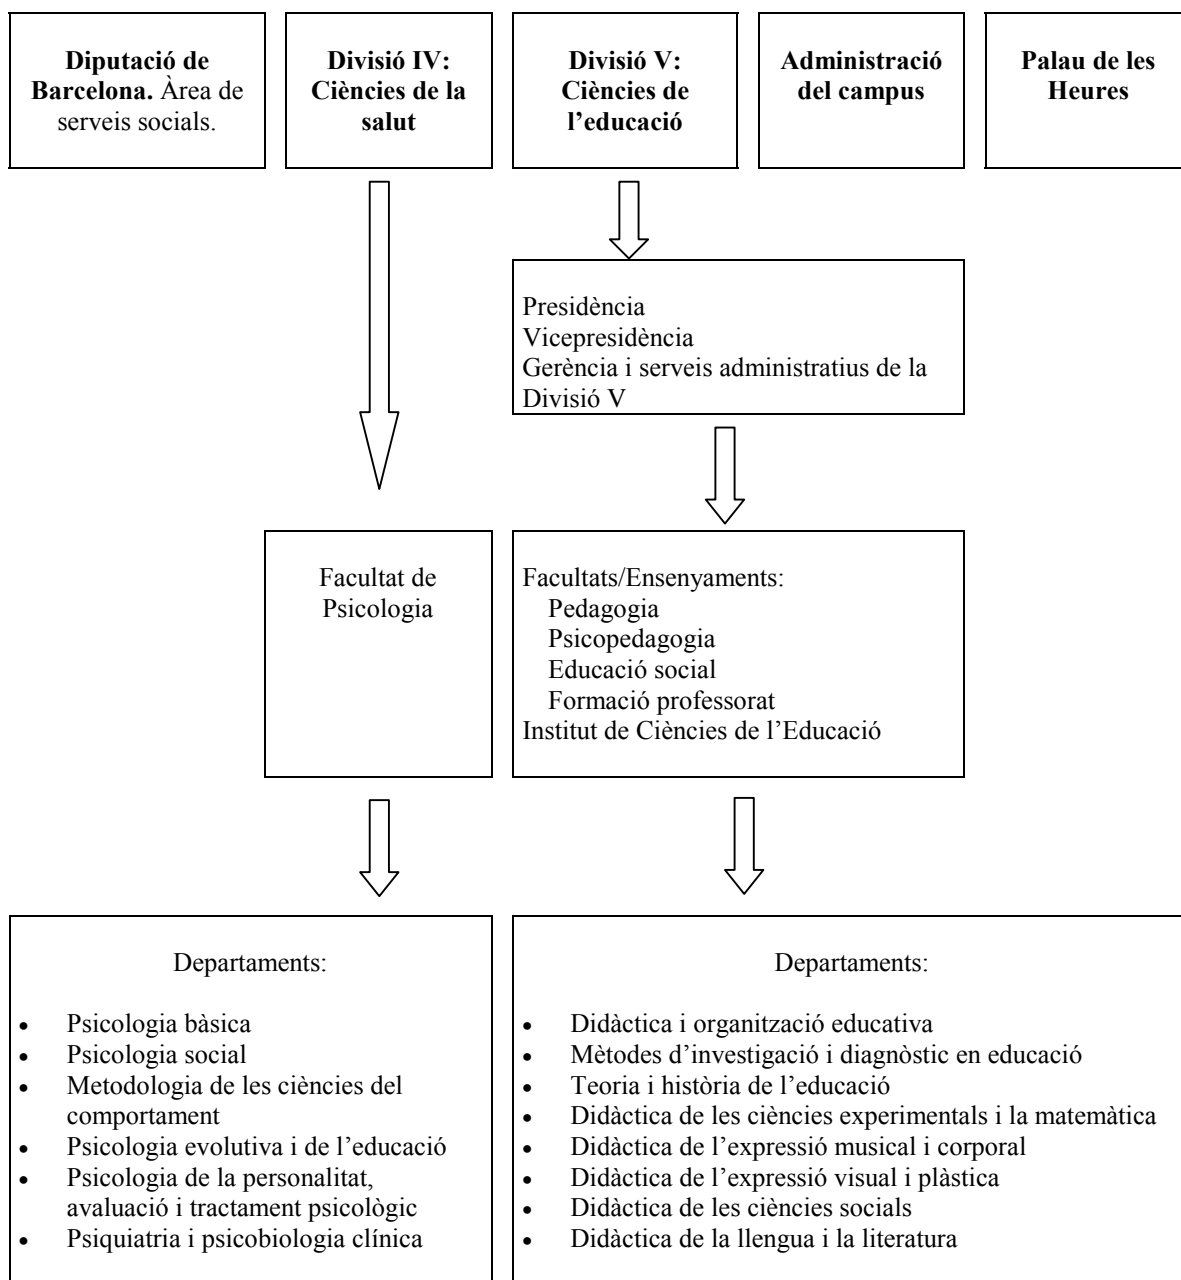 Diputació de
Barcelona. Àrea de
serveis socials.
Divisió IV:
Ciències de la
salut
Divisió V:
Ciències de
l’educació
Administració
del campus
Palau de les
Heures
Presidència
Vicepresidència
Gerència i serveis administratius de la
Divisió V
Facultat de
Psicologia
Facultats/Ensenyaments:
Pedagogia
Psicopedagogia
Educació social
Formació professorat
Institut de Ciències de l’Educació
Departaments:
• Psicologia bàsica
• Psicologia social
• Metodologia de les ciències del
comportament
• Psicologia evolutiva i de l’educació
• Psicologia de la personalitat,
avaluació i tractament psicològic
• Psiquiatria i psicobiologia clínica
Departaments:
• Didàctica i organització educativa
• Mètodes d’investigació i diagnòstic en educació
• Teoria i història de l’educació
• Didàctica de les ciències experimentals i la matemàtica
• Didàctica de l’expressió musical i corporal
• Didàctica de l’expressió visual i plàstica
• Didàctica de les ciències socials
• Didàctica de la llengua i la literatura